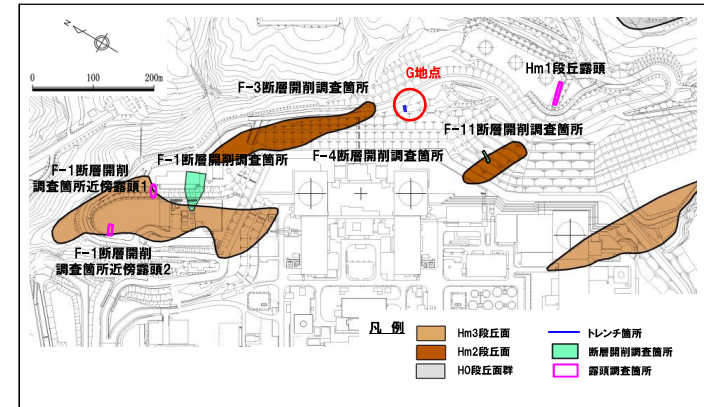 N
0 100 200m
G地点
Hm1段丘露頭
F-3断層開削調査箇所
F-11断層開削調査箇所
F-1断層開削調査箇所
F-4断層開削調査箇所
F-1断層開削
調査箇所近傍露頭1
F-1断層開削
調査箇所近傍露頭2
凡 例
Hm3段丘面
Hm2段丘面
H0段丘面群
トレンチ箇所
断層開削調査箇所
露頭調査箇所